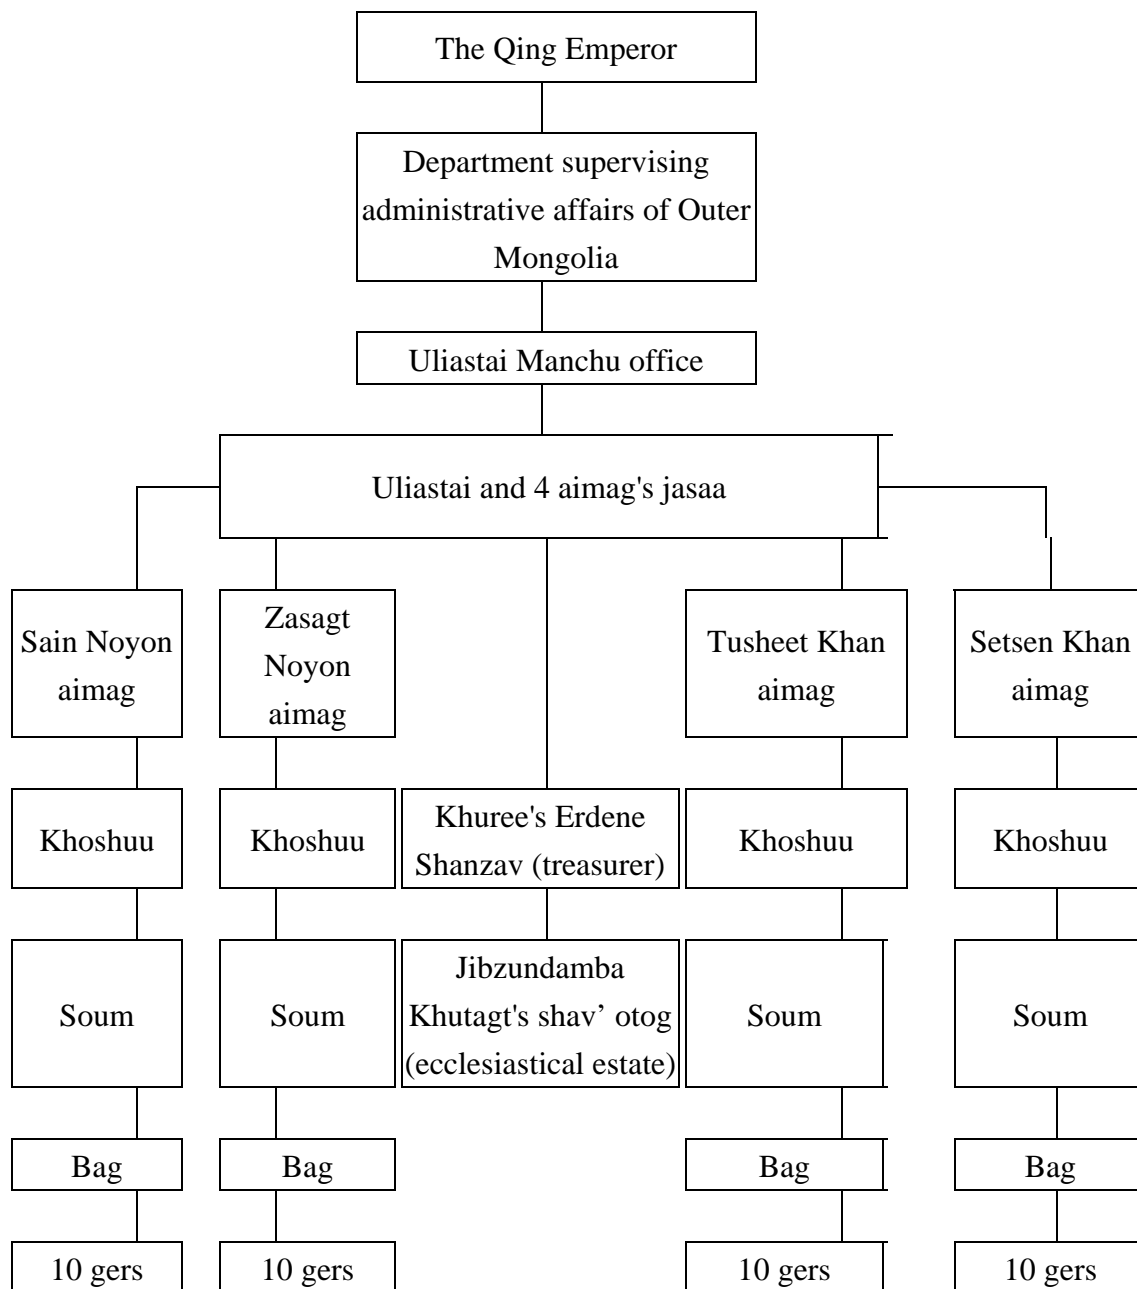 The Qing Emperor
Department supervising
administrative affairs of Outer
Mongolia
Uliastai Manchu office
Uliastai and 4 aimag's jasaa
Sain Noyon
aimag
Zasagt
Noyon
aimag
Tusheet Khan
aimag
Setsen Khan
aimag
Khoshuu
Khoshuu
Khuree's Erdene
Shanzav (treasurer)
Khoshuu
Khoshuu
Soum
Soum
Jibzundamba
Khutagt's shav’ otog
(ecclesiastical estate)
Soum
Soum
Bag
Bag
Bag
Bag
10 gers
10 gers
10 gers
10 gers